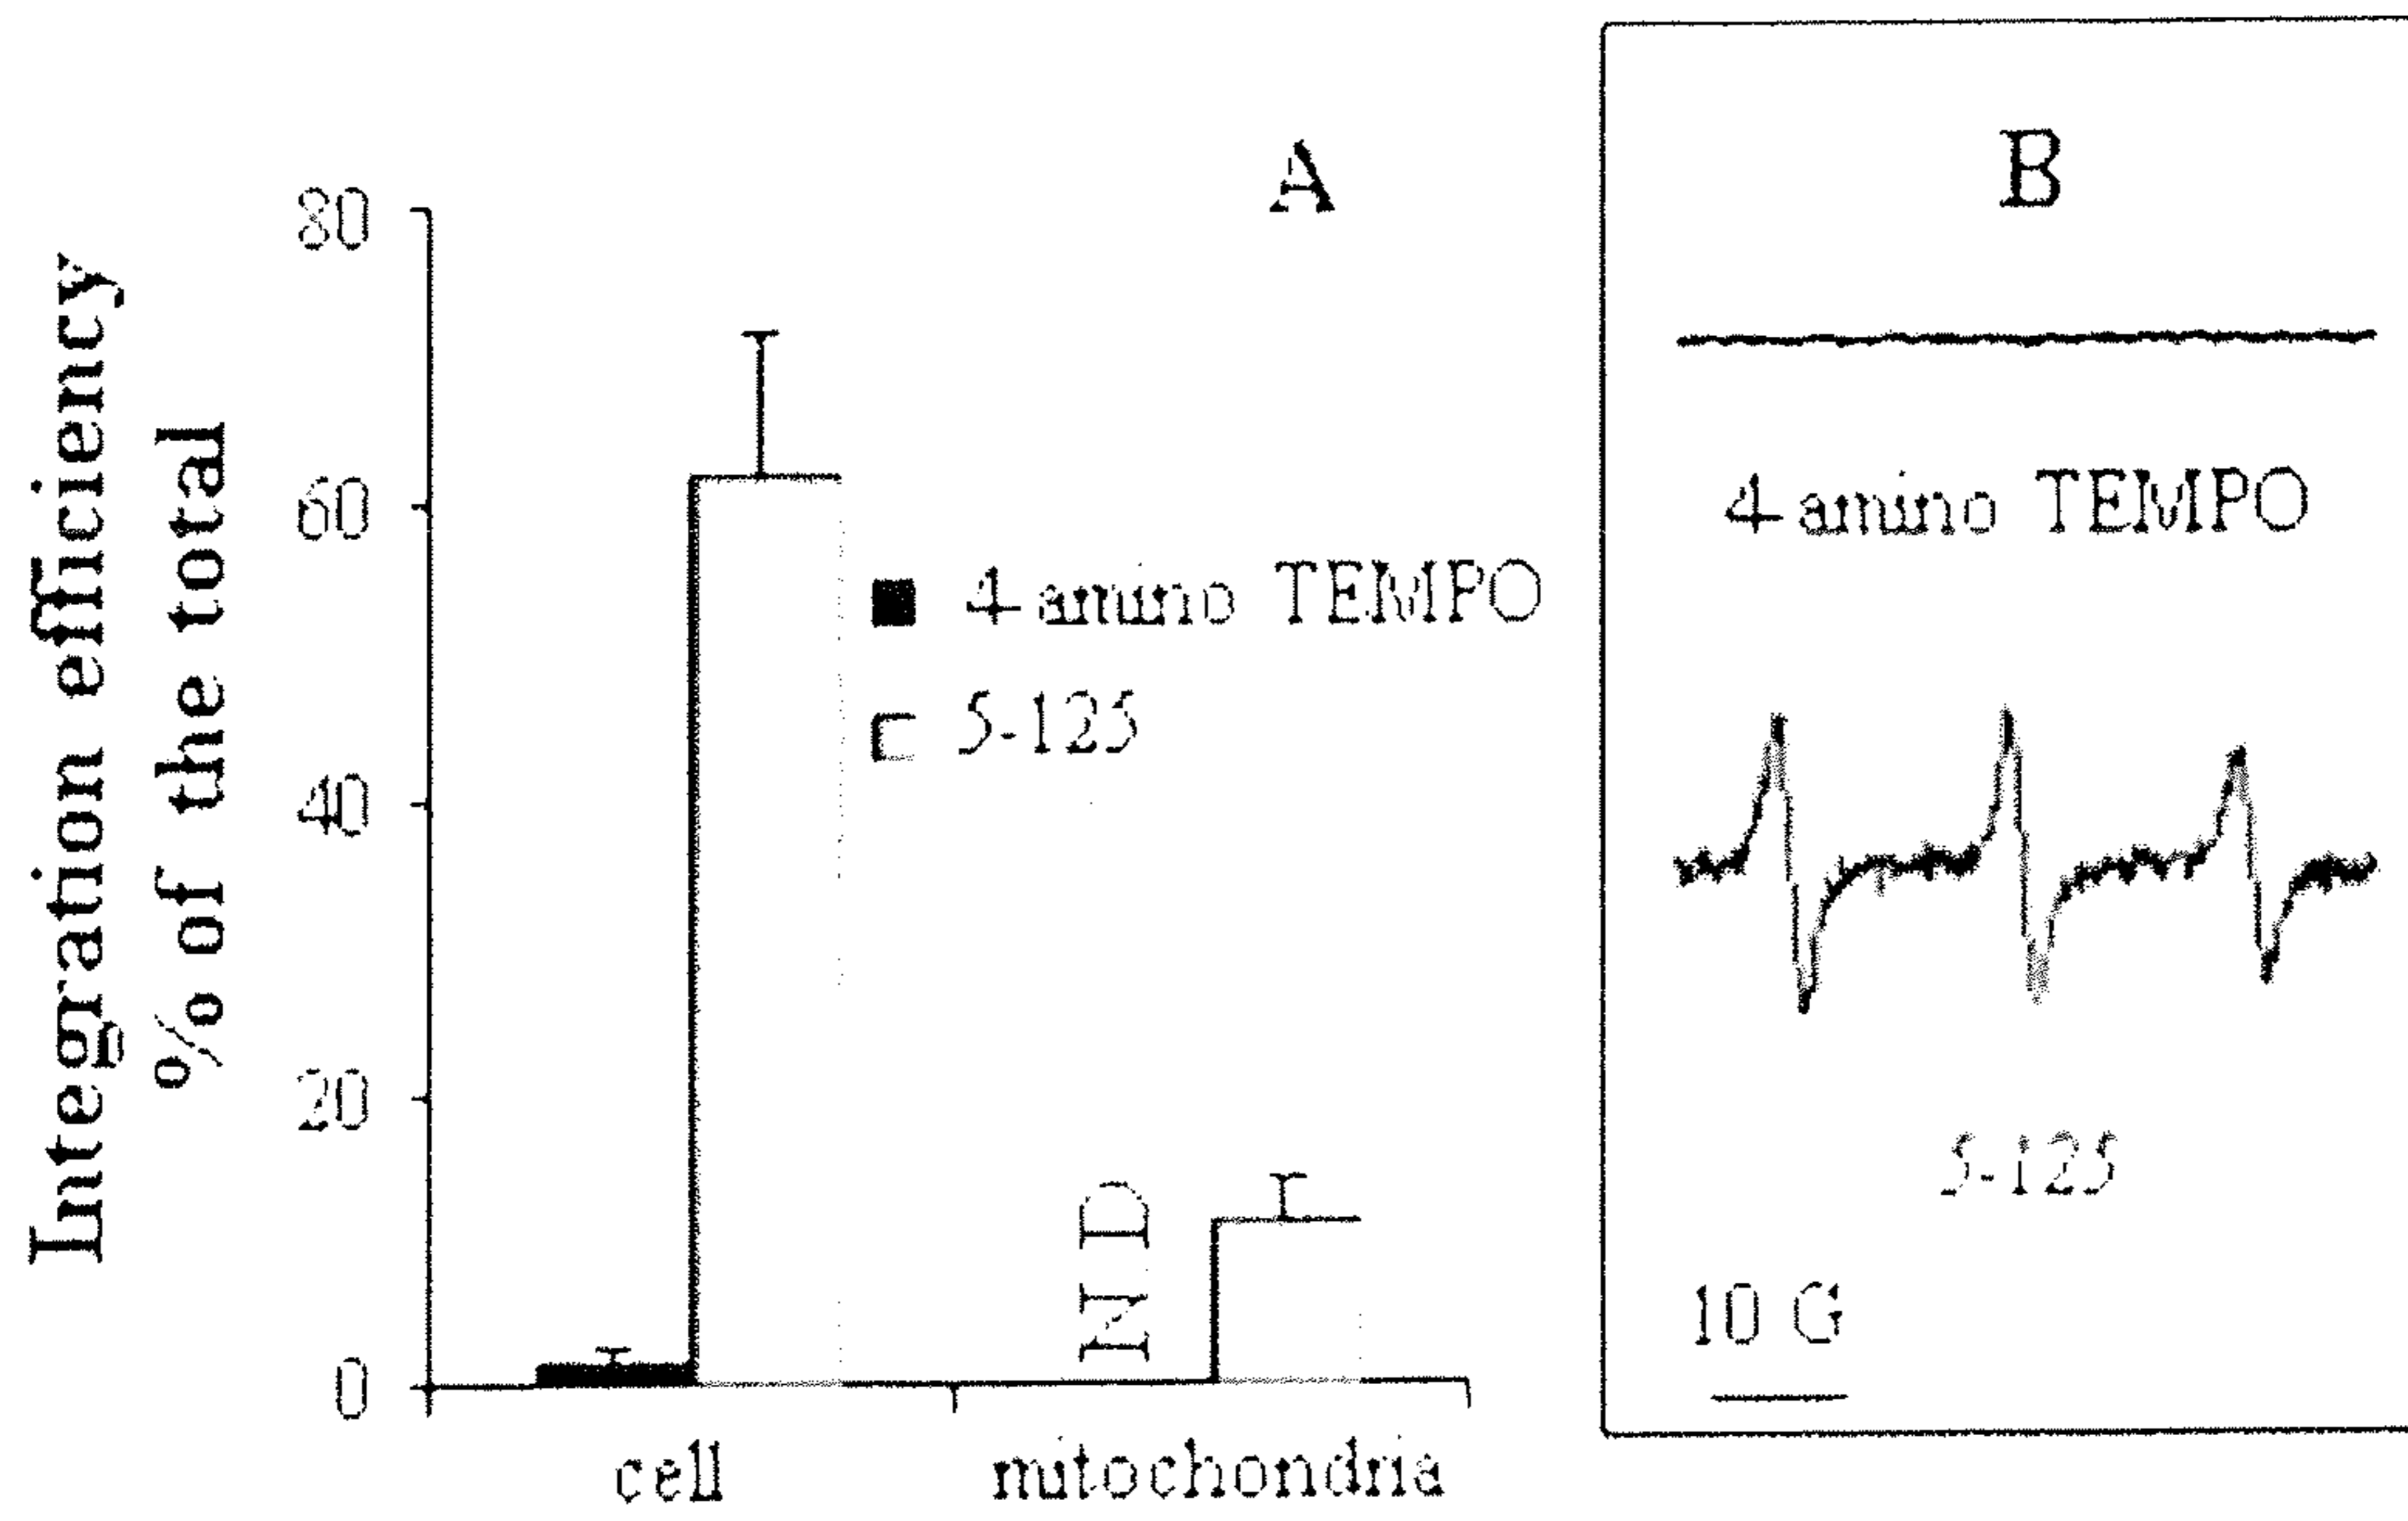 A
80
60
40
20
0
Integration efficiency
% of the total
4 amino TEMPO
5-125
N D
cell
mitochondria
B
4 amino TEMPO
5-125
10 G